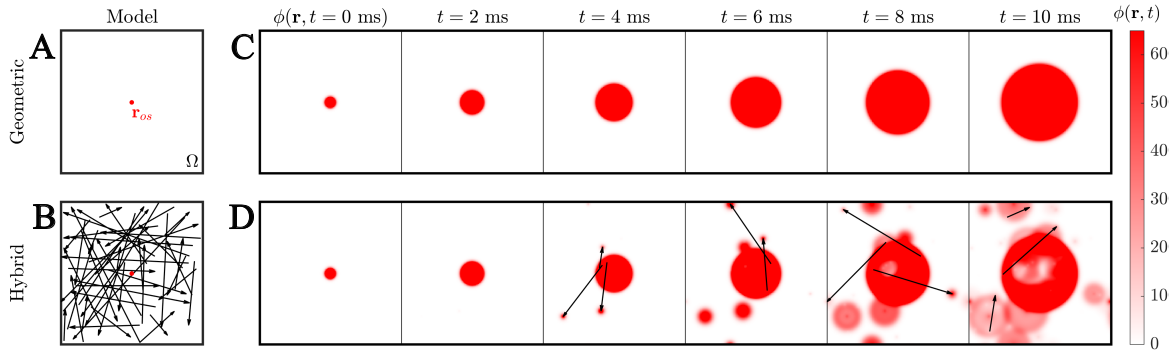 Model
ϕ(r, t = 0 ms)
t = 2 ms
t = 4 ms
t = 6 ms
t = 8 ms
t = 10 ms
ϕ(r, t)
A
Geometric
r_os
Ω
C
B
Hybrid
D
60
50
40
30
20
10
0